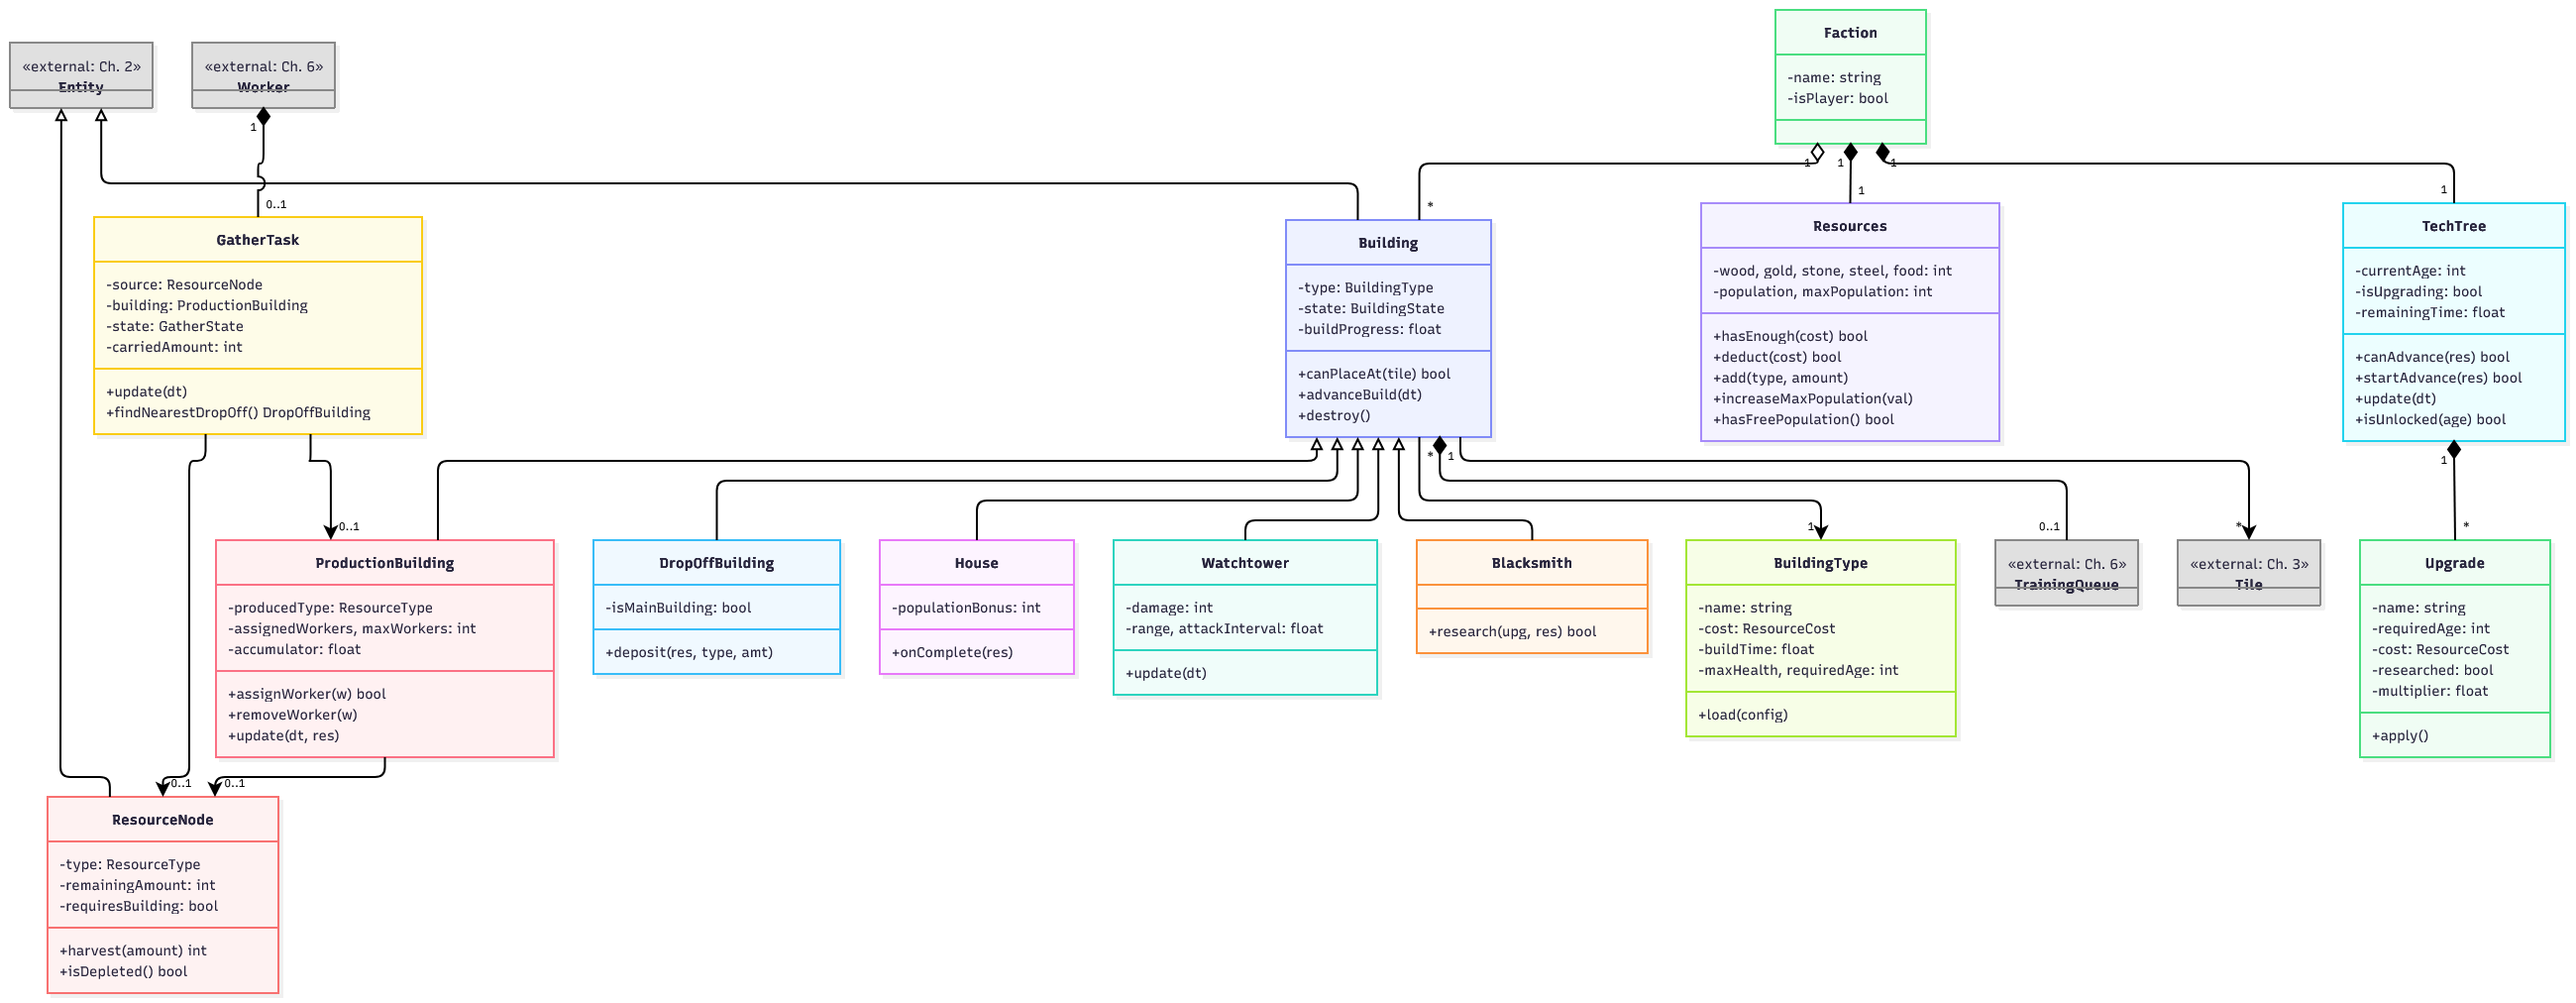 «external: Ch. 2»
Entity
«external: Ch. 6»
Worker
Faction
-name: string
-isPlayer: bool
1
1
1
1
0..1
*
1
1
GatherTask
-source: ResourceNode
-building: ProductionBuilding
-state: GatherState
-carriedAmount: int
+update(dt)
+findNearestDropOff() DropOffBuilding
Building
-type: BuildingType
-state: BuildingState
-buildProgress: float
+canPlaceAt(tile) bool
+advanceBuild(dt)
+destroy()
Resources
-wood, gold, stone, steel, food: int
-population, maxPopulation: int
+hasEnough(cost) bool
+deduct(cost) bool
+add(type, amount)
+increaseMaxPopulation(val)
+hasFreePopulation() bool
TechTree
-currentAge: int
-isUpgrading: bool
-remainingTime: float
+canAdvance(res) bool
+startAdvance(res) bool
+update(dt)
+isUnlocked(age) bool
*
1
1
0..1
1
0..1
*
*
ProductionBuilding
-producedType: ResourceType
-assignedWorkers, maxWorkers: int
-accumulator: float
+assignWorker(w) bool
+removeWorker(w)
+update(dt, res)
DropOffBuilding
-isMainBuilding: bool
+deposit(res, type, amt)
House
-populationBonus: int
+onComplete(res)
Watchtower
-damage: int
-range, attackInterval: float
+update(dt)
Blacksmith
+research(upg, res) bool
BuildingType
-name: string
-cost: ResourceCost
-buildTime: float
-maxHealth, requiredAge: int
+load(config)
«external: Ch. 6»
TrainingQueue
«external: Ch. 3»
Tile
Upgrade
-name: string
-requiredAge: int
-cost: ResourceCost
-researched: bool
-multiplier: float
+apply()
0..1
0..1
ResourceNode
-type: ResourceType
-remainingAmount: int
-requiresBuilding: bool
+harvest(amount) int
+isDepleted() bool